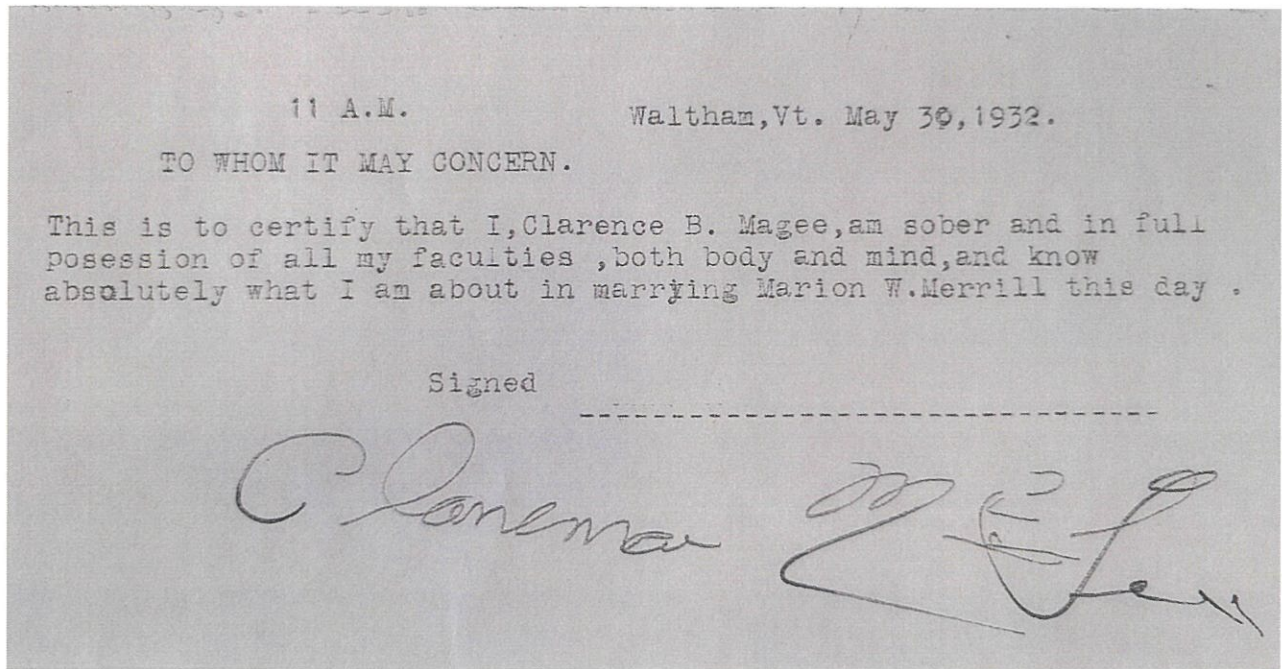 11 A.M. Waltham,Vt. May 30,1932.
TO WHOM IT MAY CONCERN.
This is to certify that I,Clarence B. Magee,am sober and in full
posession of all my faculties ,both body and mind,and know
absolutely what I am about in marrying Marion W.Merrill this day .
Signed